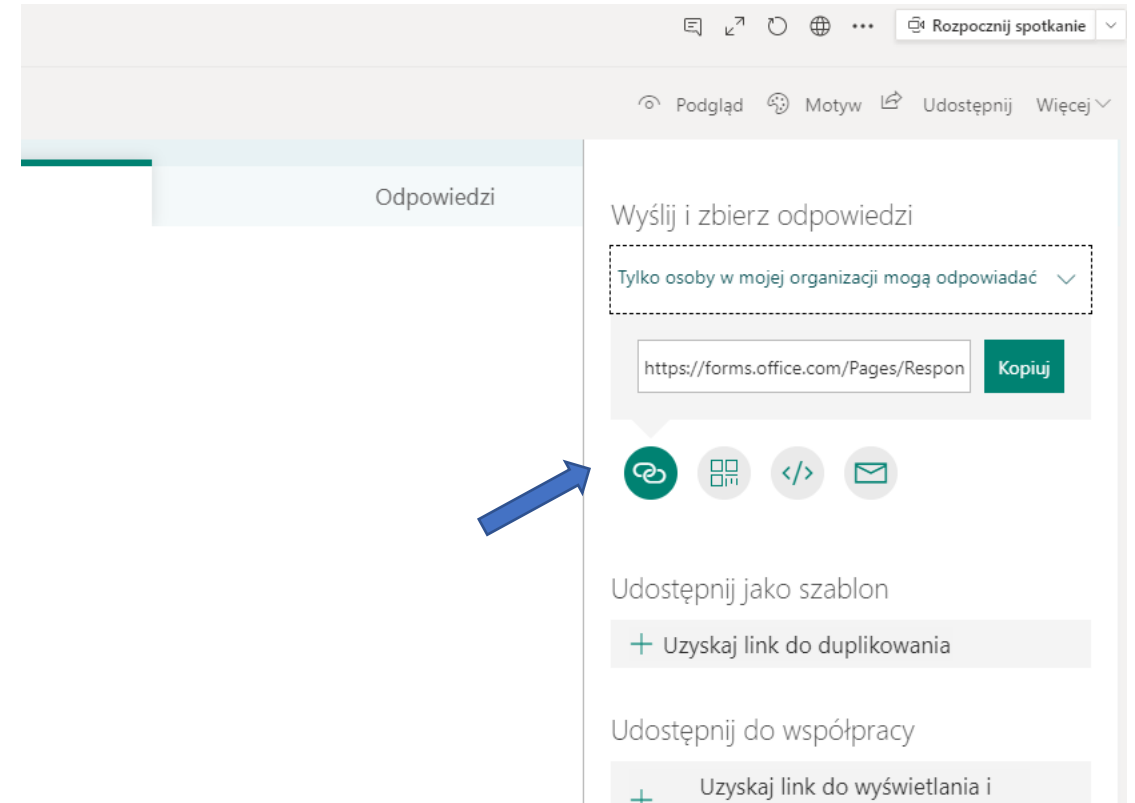 Rozpocznij spotkanie
Podgląd Motyw Udostępnij Więcej
Odpowiedzi
Wyślij i zbierz odpowiedzi
Tylko osoby w mojej organizacji mogą odpowiadać
https://forms.office.com/Pages/Respon Kopiuj
Udostępnij jako szablon
Uzyskaj link do duplikowania
Udostępnij do współpracy
Uzyskaj link do wyświetlania i